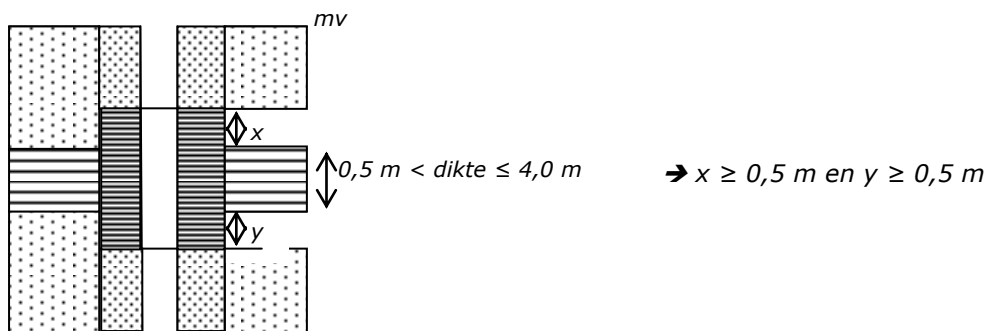 mv
x
0,5 m < dikte ≤ 4,0 m
➔ x ≥ 0,5 m en y ≥ 0,5 m
y